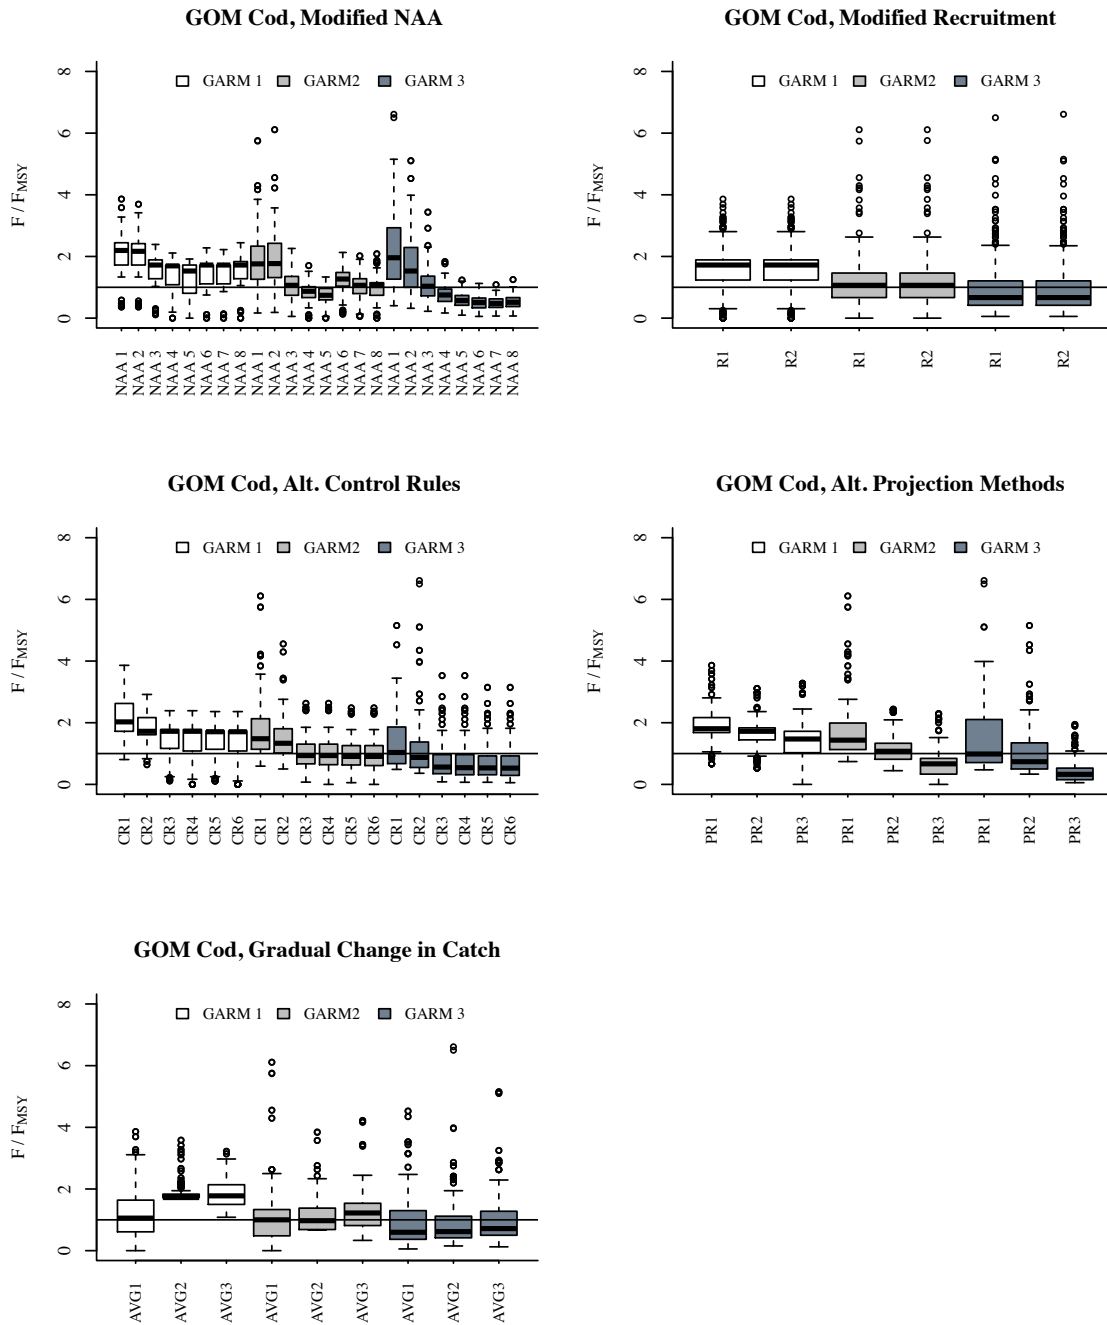 GOM Cod, Modified NAA
F / FMSY
8
6
4
2
0
GARM 1 GARM2 GARM 3
NAA 1 NAA 2 NAA 3 NAA 4 NAA 5 NAA 6 NAA 7 NAA 8 NAA 1 NAA 2 NAA 3 NAA 4 NAA 5 NAA 6 NAA 7 NAA 8 NAA 1 NAA 2 NAA 3 NAA 4 NAA 5 NAA 6 NAA 7 NAA 8
GOM Cod, Modified Recruitment
F / FMSY
8
6
4
2
0
GARM 1 GARM2 GARM 3
R1 R2 R1 R2 R1 R2
GOM Cod, Alt. Control Rules
F / FMSY
8
6
4
2
0
GARM 1 GARM2 GARM 3
CR1 CR2 CR3 CR4 CR5 CR6 CR1 CR2 CR3 CR4 CR5 CR6 CR1 CR2 CR3 CR4 CR5 CR6
GOM Cod, Alt. Projection Methods
F / FMSY
8
6
4
2
0
GARM 1 GARM2 GARM 3
PR1 PR2 PR3 PR1 PR2 PR3 PR1 PR2 PR3
GOM Cod, Gradual Change in Catch
F / FMSY
8
6
4
2
0
GARM 1 GARM2 GARM 3
AVG1 AVG2 AVG3 AVG1 AVG2 AVG3 AVG1 AVG2 AVG3